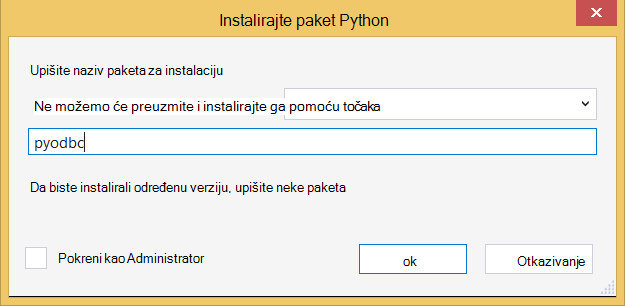 Instalirajte paket Python
Upišite naziv paketa za instalaciju
Ne možemo će preuzmite i instalirajte ga pomoću točaka
pyodbc
Da biste instalirali određenu verziju, upišite neke paketa
Pokreni kao Administrator
ok
Otkazivanje